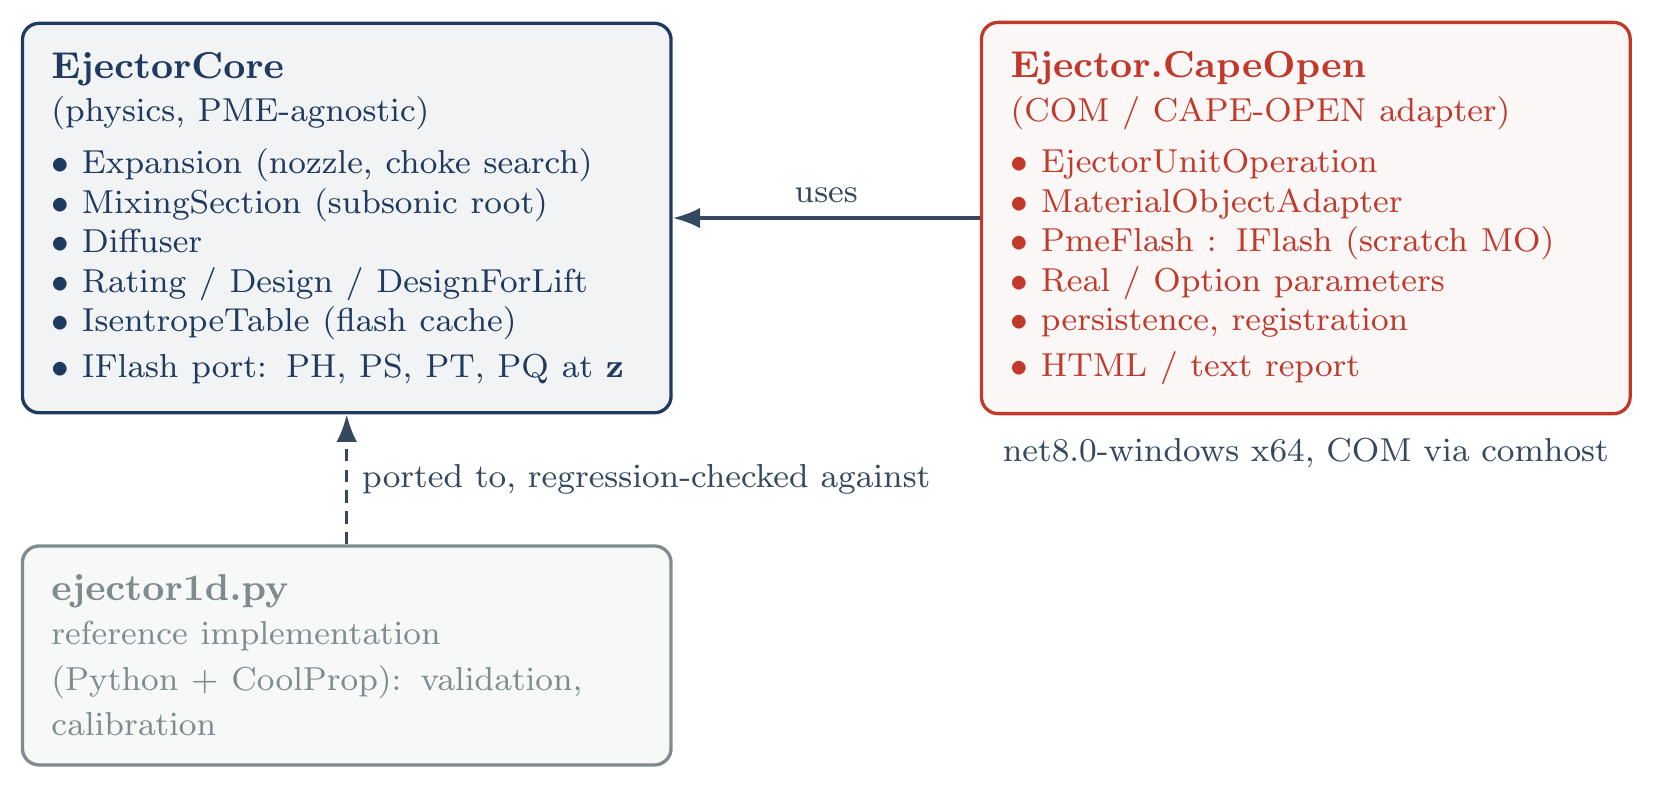 EjectorCore
(physics, PME-agnostic)
• Expansion (nozzle, choke search)
• MixingSection (subsonic root)
• Diffuser
• Rating / Design / DesignForLift
• IsentropeTable (flash cache)
• IFlash port: PH, PS, PT, PQ at z
uses
Ejector.CapeOpen
(COM / CAPE-OPEN adapter)
• EjectorUnitOperation
• MaterialObjectAdapter
• PmeFlash : IFlash (scratch MO)
• Real / Option parameters
• persistence, registration
• HTML / text report
net8.0-windows x64, COM via comhost
ported to, regression-checked against
ejector1d.py
reference implementation
(Python + CoolProp): validation,
calibration